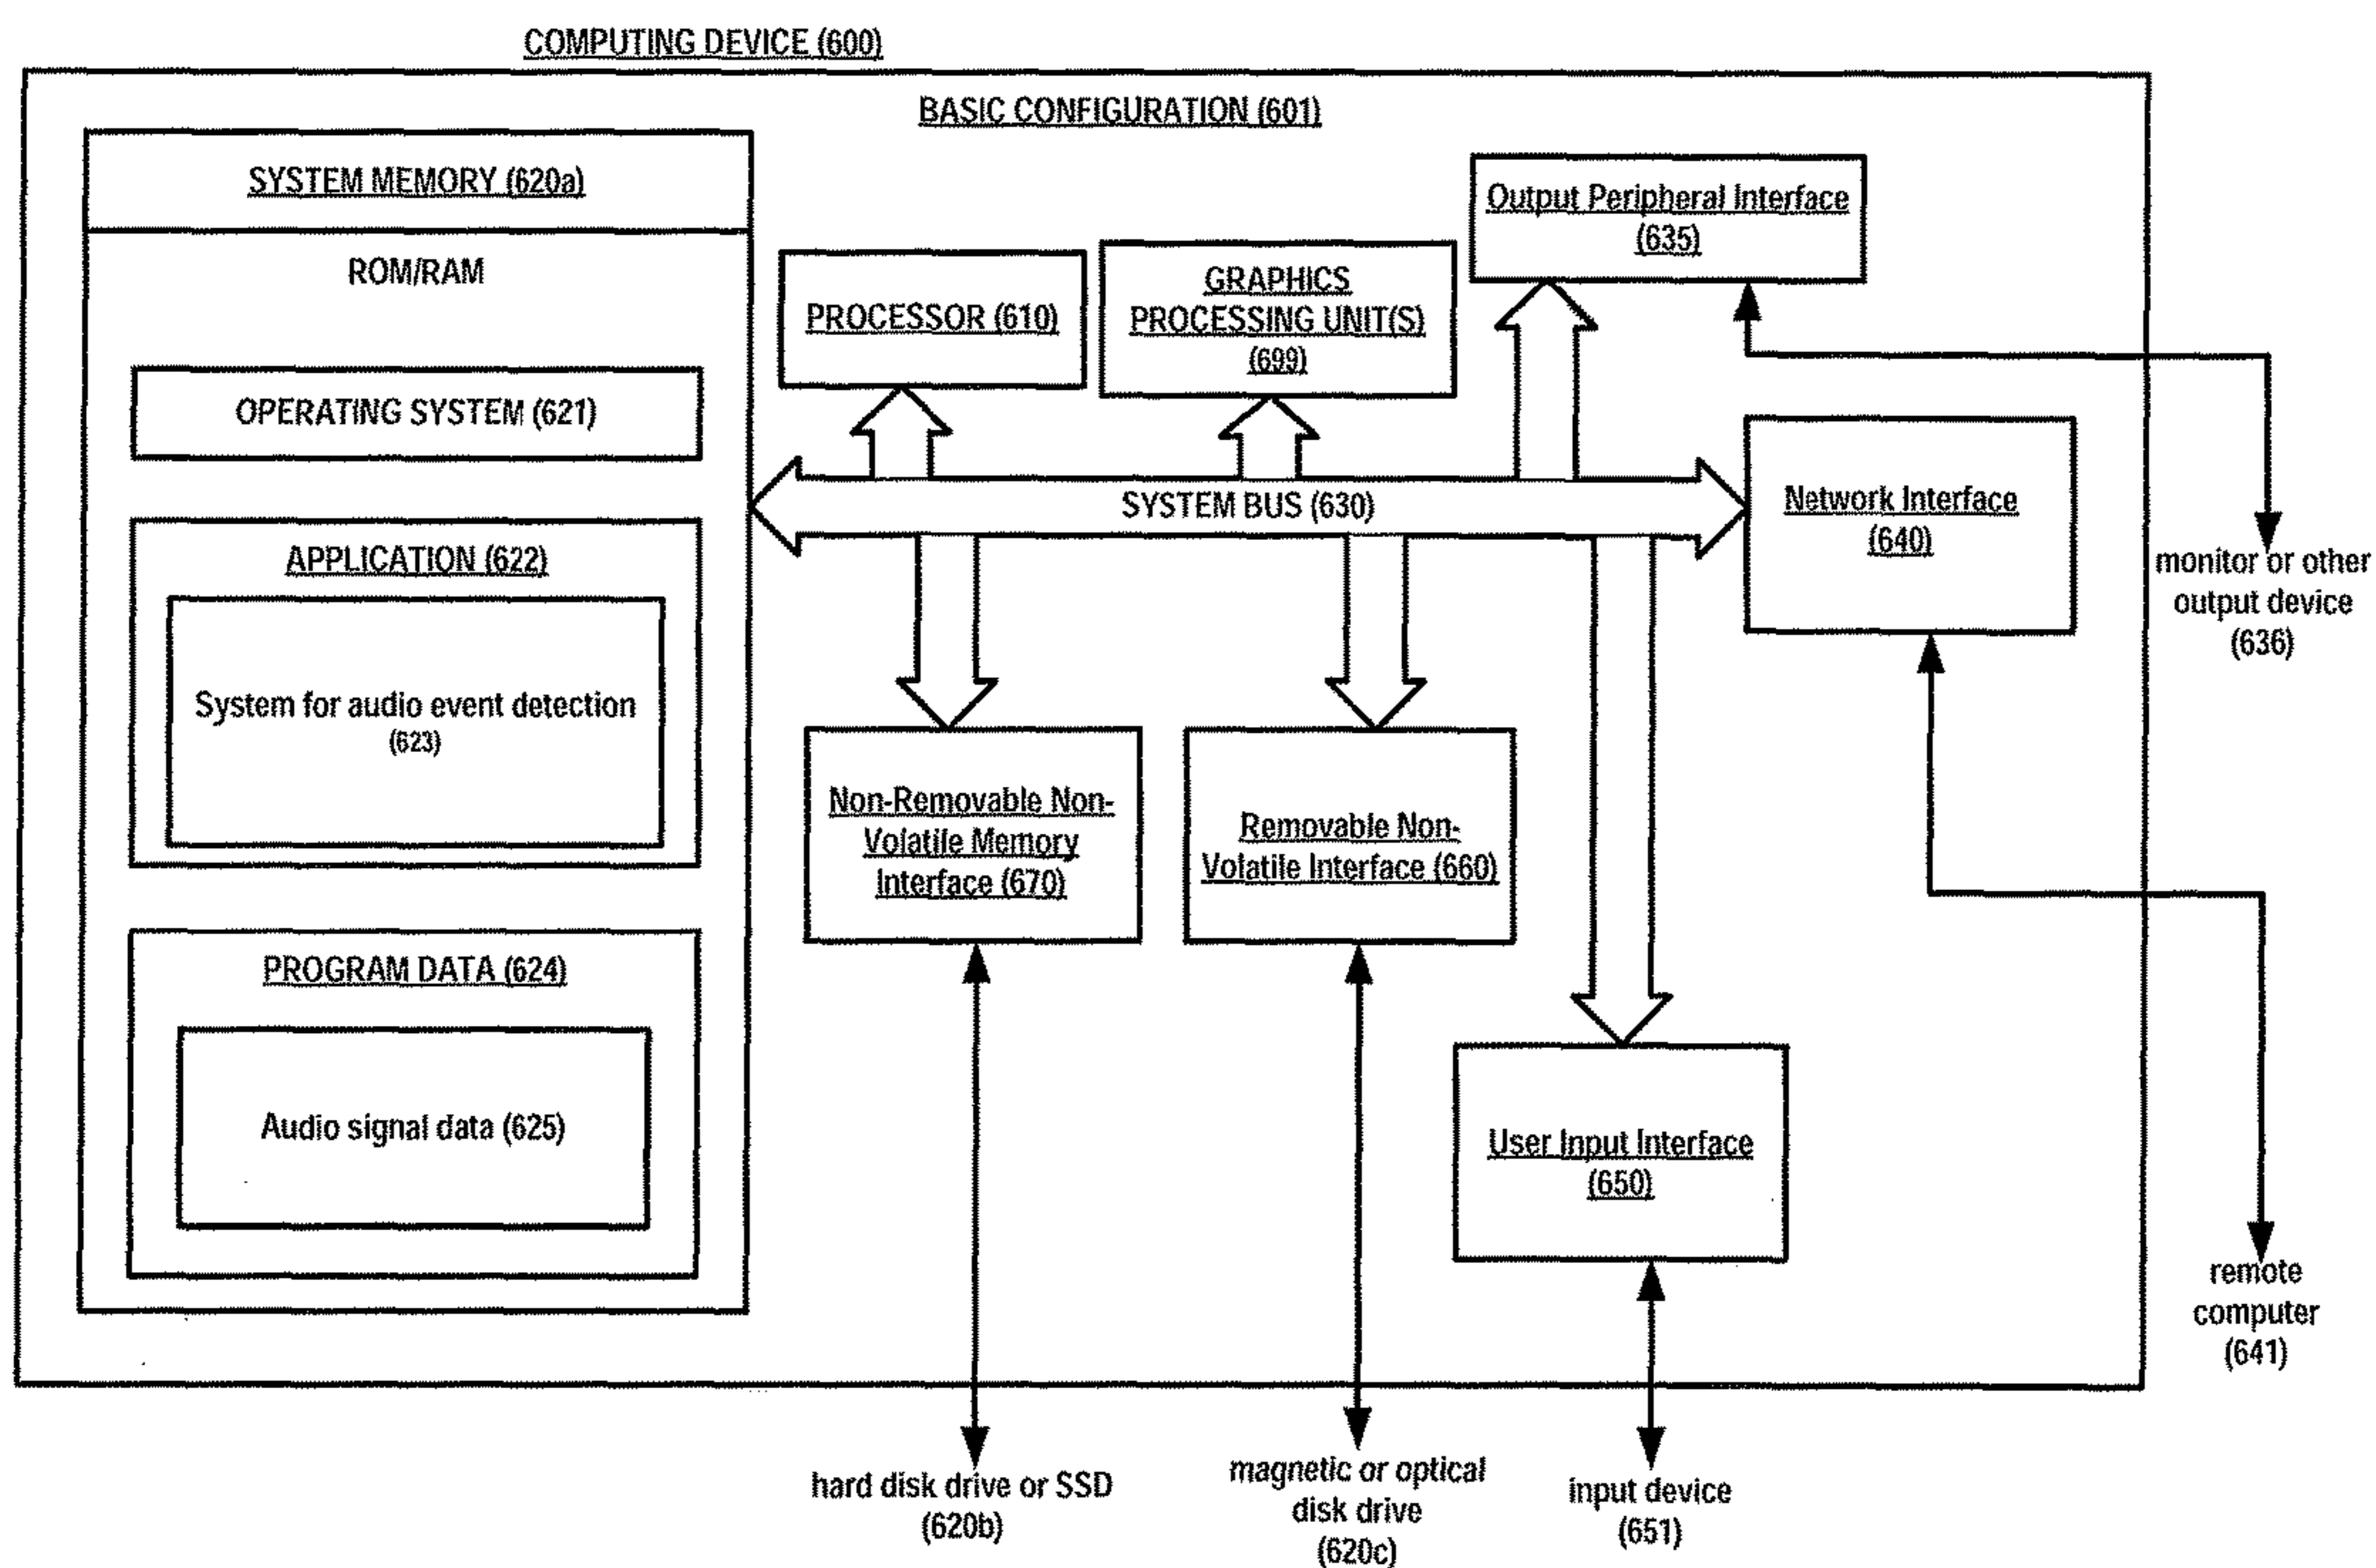 COMPUTING DEVICE (600)
BASIC CONFIGURATION (601)
SYSTEM MEMORY (620a)
ROM/RAM
OPERATING SYSTEM (621)
APPLICATION (622)
System for audio event detection
(623)
PROGRAM DATA (624)
Audio signal data (625)
PROCESSOR (610)
GRAPHICS
PROCESSING UNIT(S)
(699)
Output Peripheral Interface
(635)
SYSTEM BUS (630)
Network Interface
(640)
monitor or other
output device
(636)
Non-Removable Non-
Volatile Memory
Interface (670)
Removable Non-
Volatile Interface (660)
User Input Interface
(650)
remote
computer
(641)
hard disk drive or SSD
(620b)
magnetic or optical
disk drive
(620c)
input device
(651)